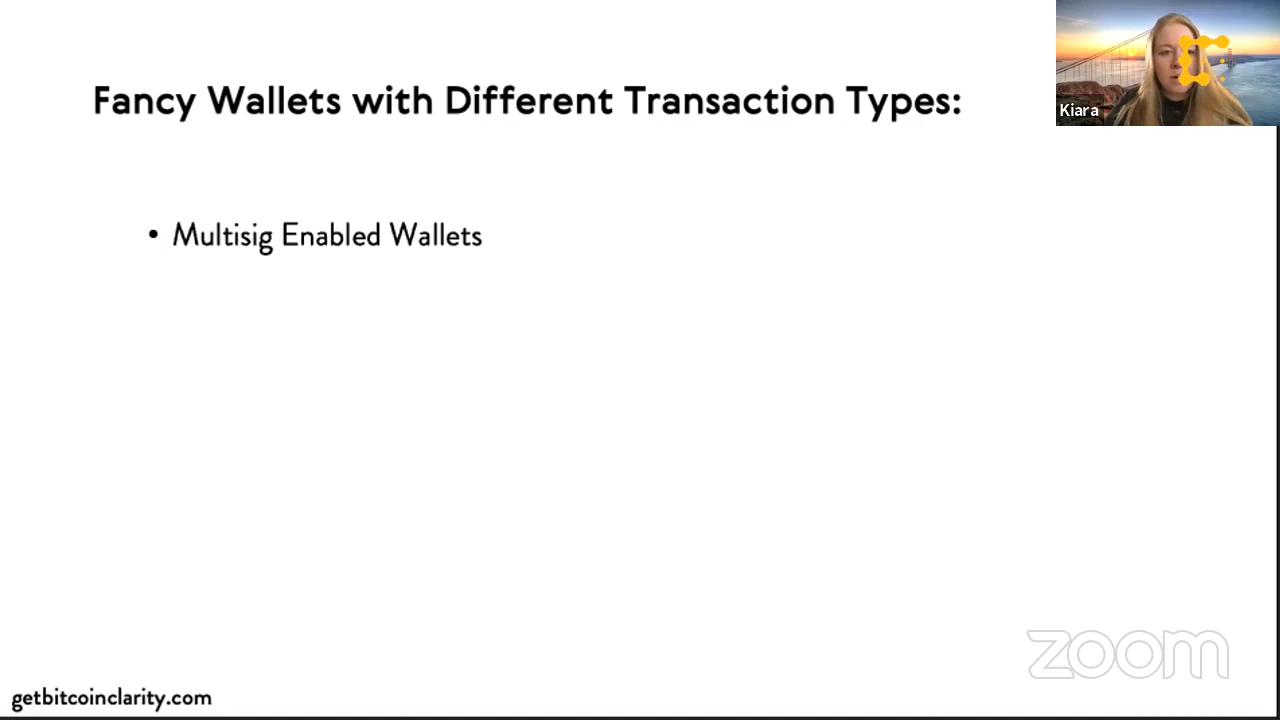 Fancy Wallets with Different Transaction Types:
Kiara
• Multisig Enabled Wallets
zoom
getbitcoinclarity.com